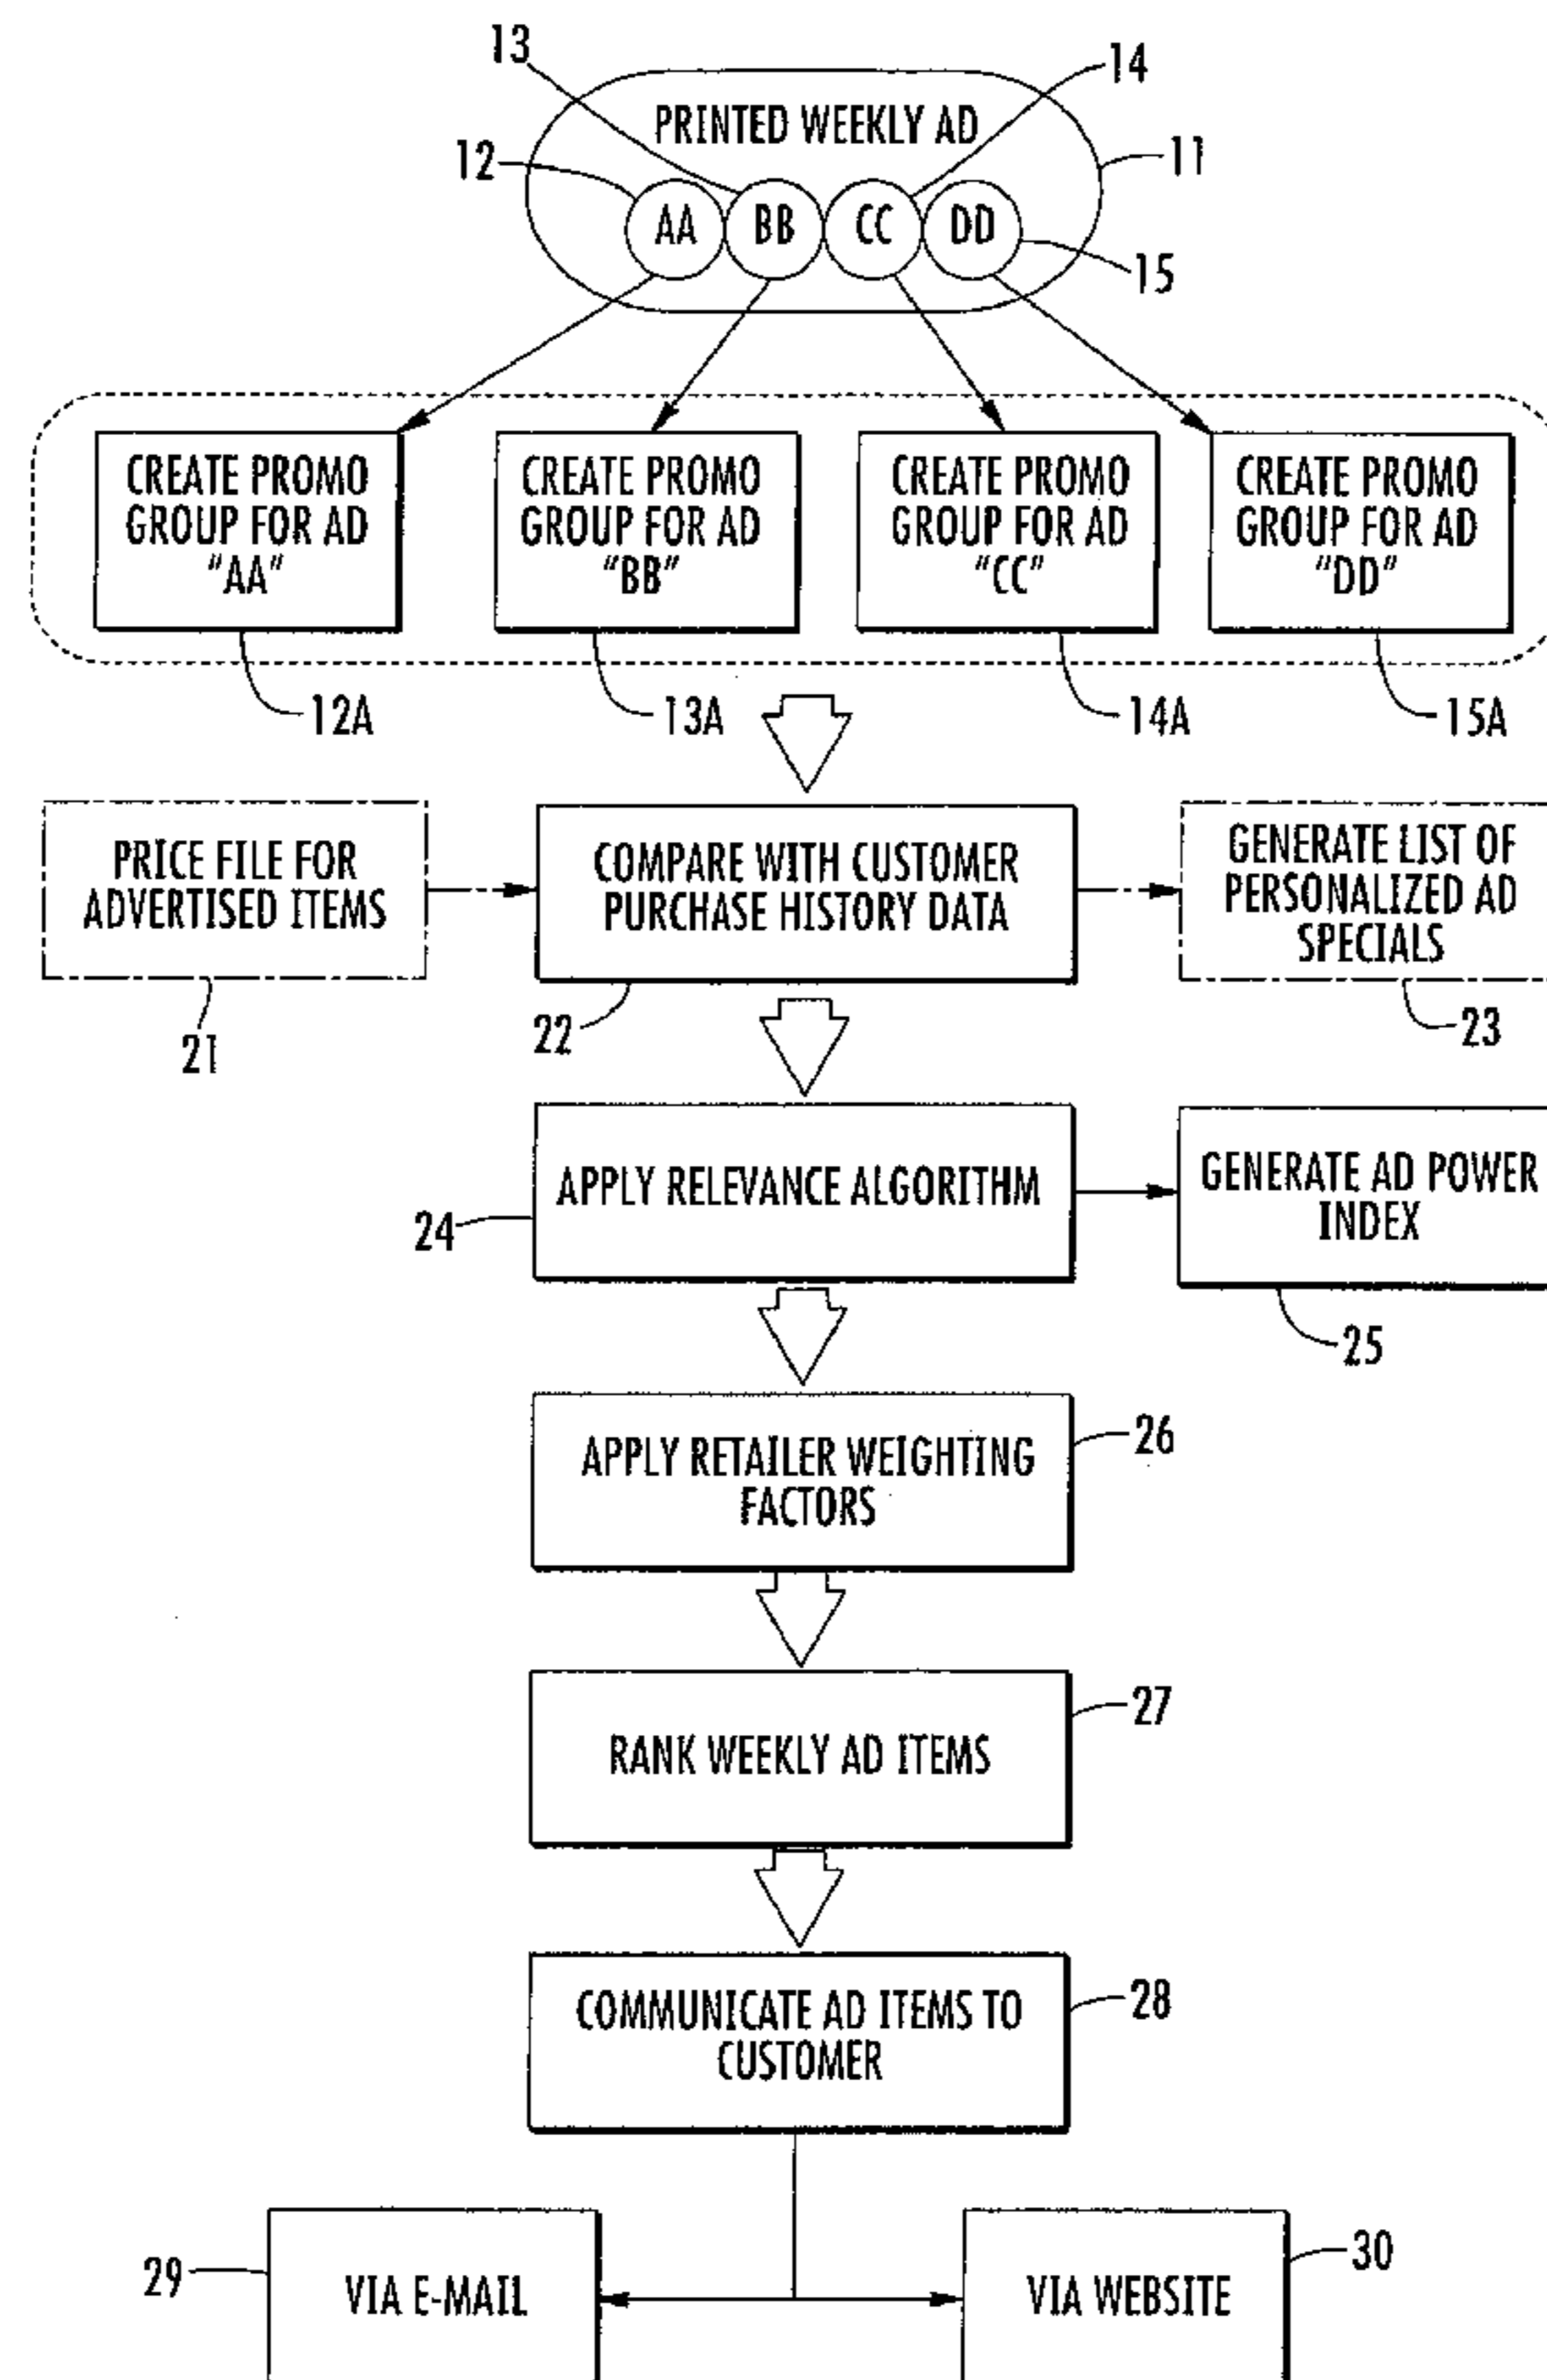 13
14
PRINTED WEEKLY AD
12
11
AA
BB
CC
DD
15
CREATE PROMO
GROUP FOR AD
"AA"
CREATE PROMO
GROUP FOR AD
"BB"
CREATE PROMO
GROUP FOR AD
"CC"
CREATE PROMO
GROUP FOR AD
"DD"
12A
13A
14A
15A
PRICE FILE FOR
ADVERTISED ITEMS
COMPARE WITH CUSTOMER
PURCHASE HISTORY DATA
GENERATE LIST OF
PERSONALIZED AD
SPECIALS
21
22
23
APPLY RELEVANCE ALGORITHM
GENERATE AD POWER
INDEX
24
25
APPLY RETAILER WEIGHTING
FACTORS
26
RANK WEEKLY AD ITEMS
27
COMMUNICATE AD ITEMS TO
CUSTOMER
28
29
VIA E-MAIL
VIA WEBSITE
30